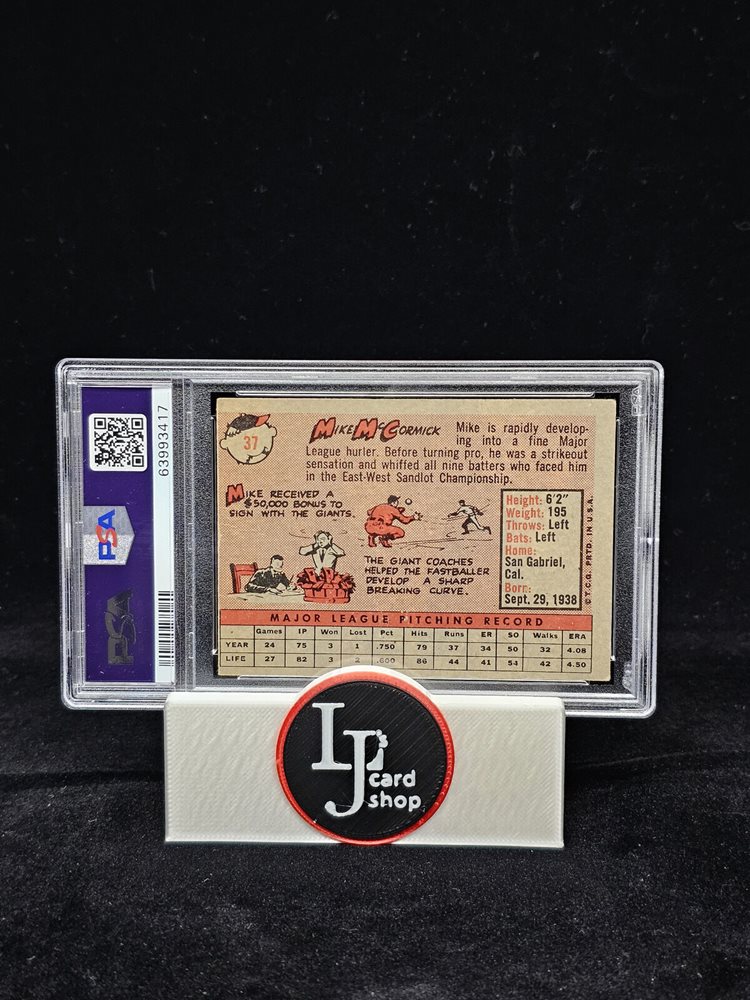 63993417
PSA
PSA
37
MIKE McCORMICK
Mike is rapidly develop-
ing into a fine Major
League hurler. Before turning pro, he was a strikeout
sensation and whiffed all nine batters who faced him
in the East-West Sandlot Championship.
MIKE RECEIVED A
$50,000 BONUS TO
SIGN WITH THE GIANTS.
THE GIANT COACHES
HELPED THE FASTBALLER
DEVELOP A SHARP
BREAKING CURVE.
Height: 6'2"
Weight: 195
Throws: Left
Bats: Left
Home:
San Gabriel,
Cal.
Born:
Sept. 29, 1938
© T.C.G. PRTD. IN U.S.A.
MAJOR LEAGUE PITCHING RECORD
Games IP Won Lost Pct Hits Runs ER SO Walks ERA
YEAR 24 75 3 1 .750 79 37 34 50 32 4.08
LIFE 27 82 3 2 .600 86 44 41 54 42 4.50
LJ's
card
shop